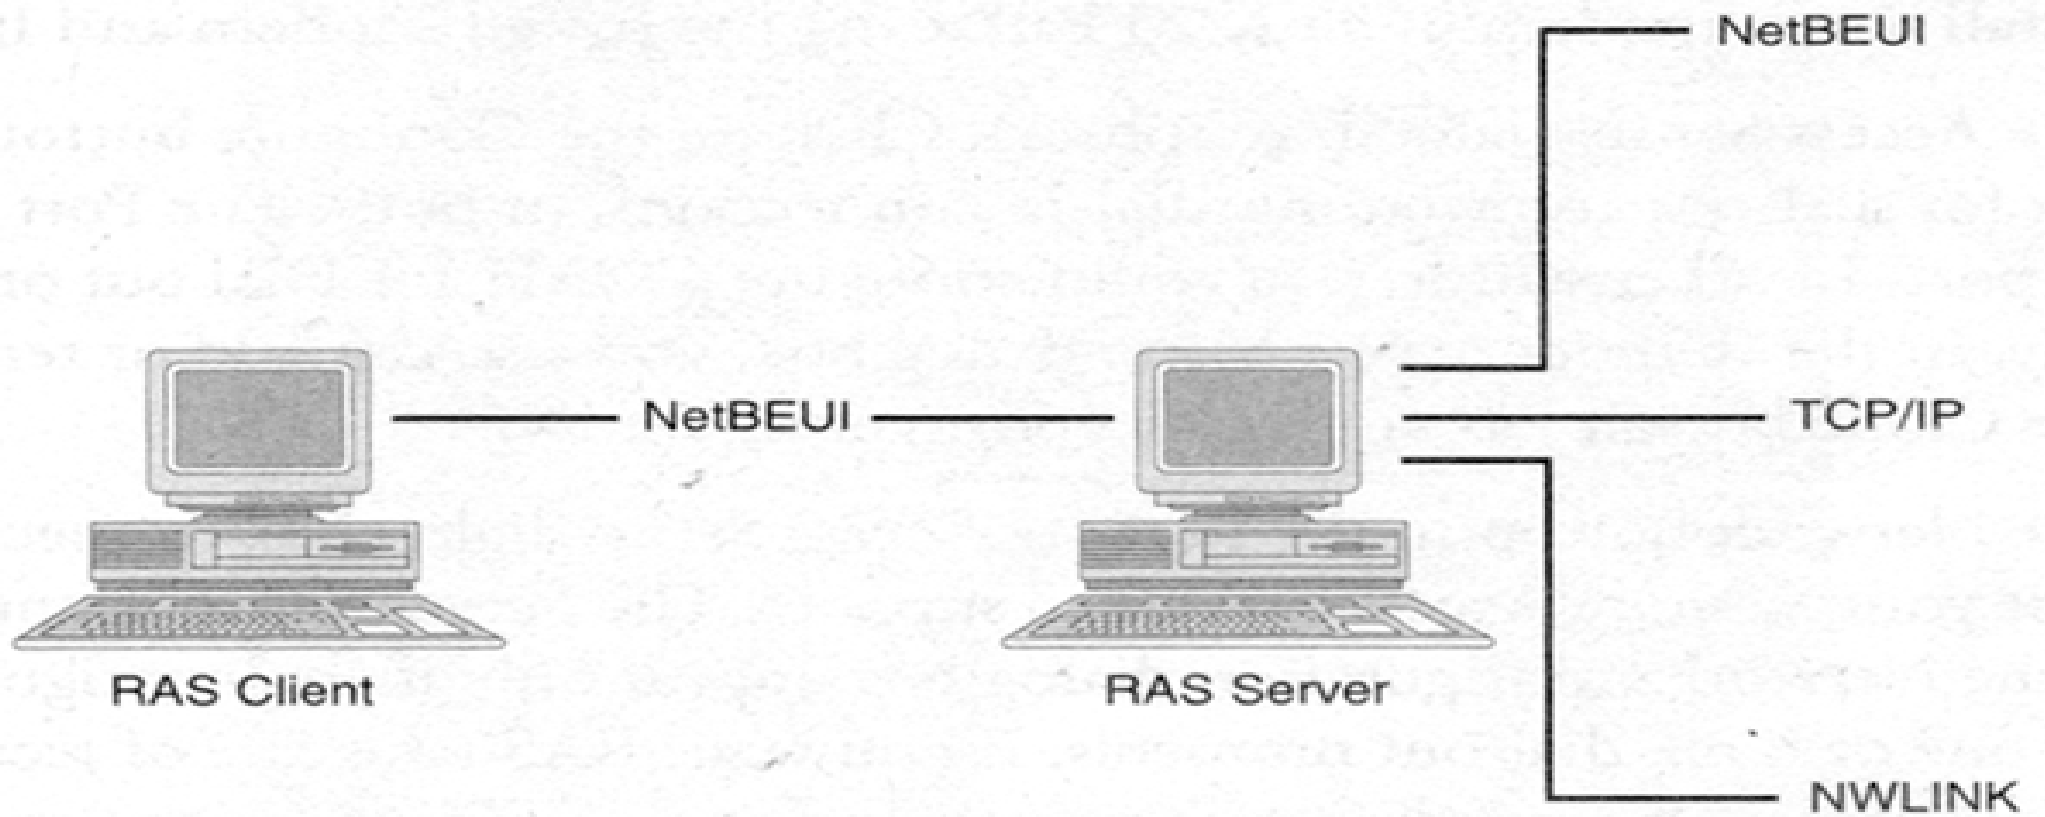 NetBEUI
NetBEUI
TCP/IP
RAS Client
RAS Server
NWLINK